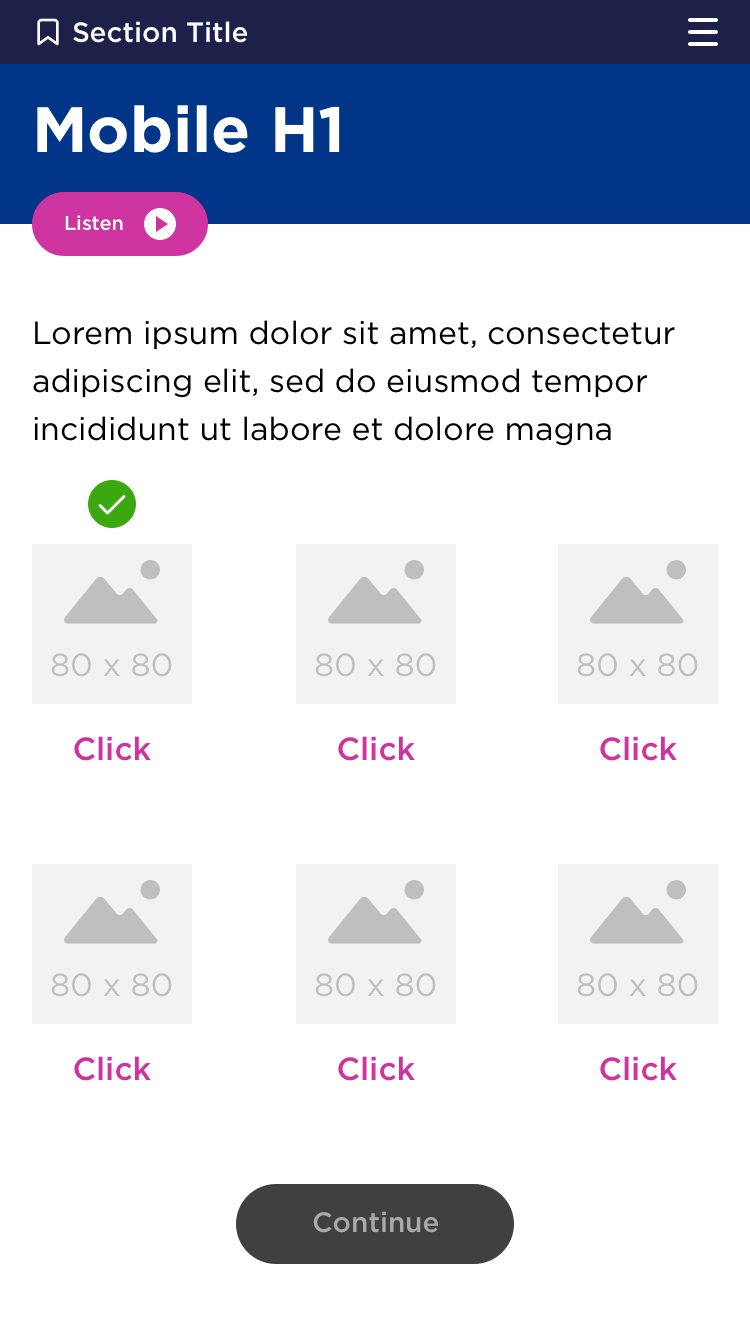 Section Title
Mobile H1
Listen
Lorem ipsum dolor sit amet, consectetur
adipiscing elit, sed do eiusmod tempor
incididunt ut labore et dolore magna
80 x 80 80 x 80 80 x 80
Click Click Click
80 x 80 80 x 80 80 x 80
Click Click Click
Continue